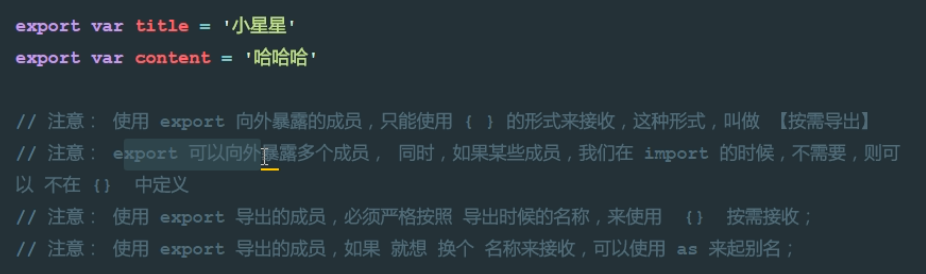 export var title = '小星星'
export var content = '哈哈哈'
// 注意： 使用 export 向外暴露的成员，只能使用 { } 的形式来接收，这种形式，叫做 【按需导出】
// 注意： export 可以向外暴露多个成员， 同时，如果某些成员，我们在 import 的时候，不需要，则可
以 不在 {} 中定义
// 注意： 使用 export 导出的成员，必须严格按照 导出时候的名称，来使用 {} 按需接收；
// 注意： 使用 export 导出的成员，如果 就想 换个 名称来接收，可以使用 as 来起别名；